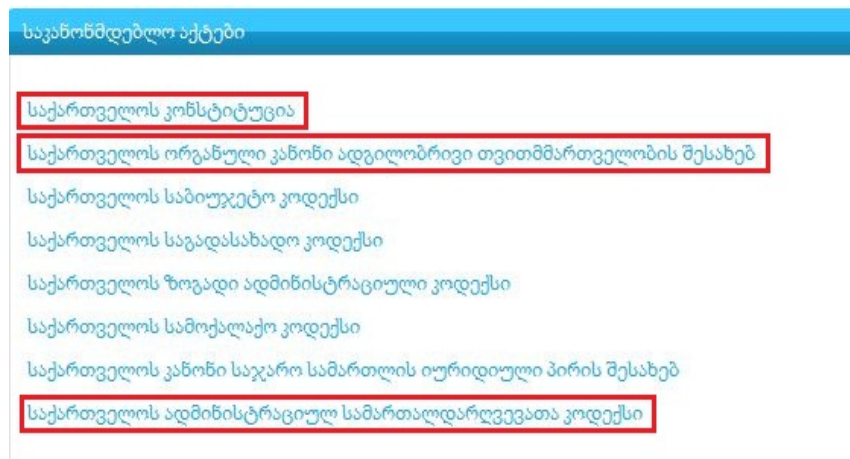 საკანონმდებლო აქტები
საქართველოს კონსტიტუცია
საქართველოს ორგანული კანონი ადგილობრივი თვითმმართველობის შესახებ
საქართველოს საბიუჯეტო კოდექსი
საქართველოს საგადასახადო კოდექსი
საქართველოს ზოგადი ადმინისტრაციული კოდექსი
საქართველოს სამოქალაქო კოდექსი
საქართველოს კანონი საჯარო სამართლის იურიდიული პირის შესახებ
საქართველოს ადმინისტრაციულ სამართალდარღვევათა კოდექსი